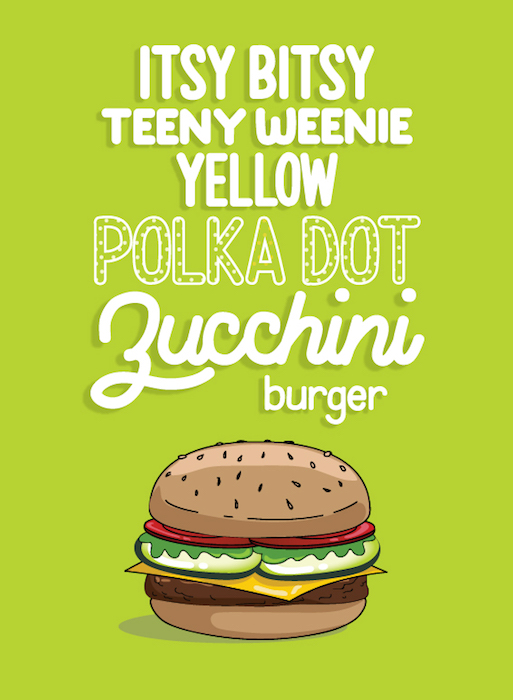 ITSY BITSY
TEENY WEENIE
YELLOW
POLKA DOT
Zucchini
burger